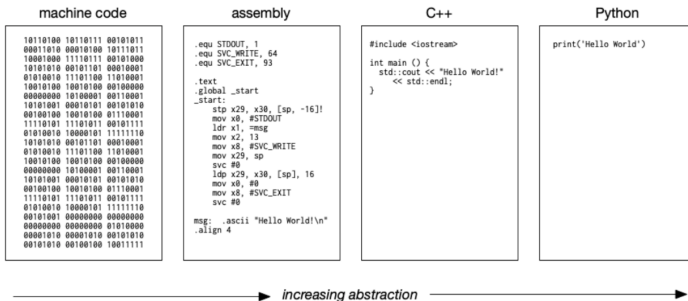 machine code
10110100 10110111 00101011
00011010 00010100 10111011
10001000 11110111 00101000
10101010 00101101 00010001
01010010 11101100 11010001
10010100 10010100 00100000
00000000 10100001 00110001
10101001 00010101 00101010
00100100 10010100 01110001
11110101 11101011 00101111
01010010 10000101 11111110
10101010 00101101 00010001
01010010 11101100 11010001
10010100 10010100 00100000
00000000 10100001 00110001
10101001 00010101 00101010
00100100 10010100 01110001
11110101 11101011 00101111
01010010 10000101 11111110
00101001 00000000 00000000
00000000 00000000 01010000
00001010 00001010 00101010
00101010 00100100 10011111
assembly
.equ STDOUT, 1
.equ SVC_WRITE, 64
.equ SVC_EXIT, 93
.text
.global _start
_start:
stp x29, x30, [sp, -16]!
mov x0, #STDOUT
ldr x1, =msg
mov x2, 13
mov x8, #SVC_WRITE
mov x29, sp
svc #0
ldp x29, x30, [sp], 16
mov x0, #0
mov x8, #SVC_EXIT
svc #0
msg: .ascii "Hello World!\n"
.align 4
C++
#include <iostream>
int main () {
std::cout << "Hello World!"
<< std::endl;
}
Python
print('Hello World')
increasing abstraction